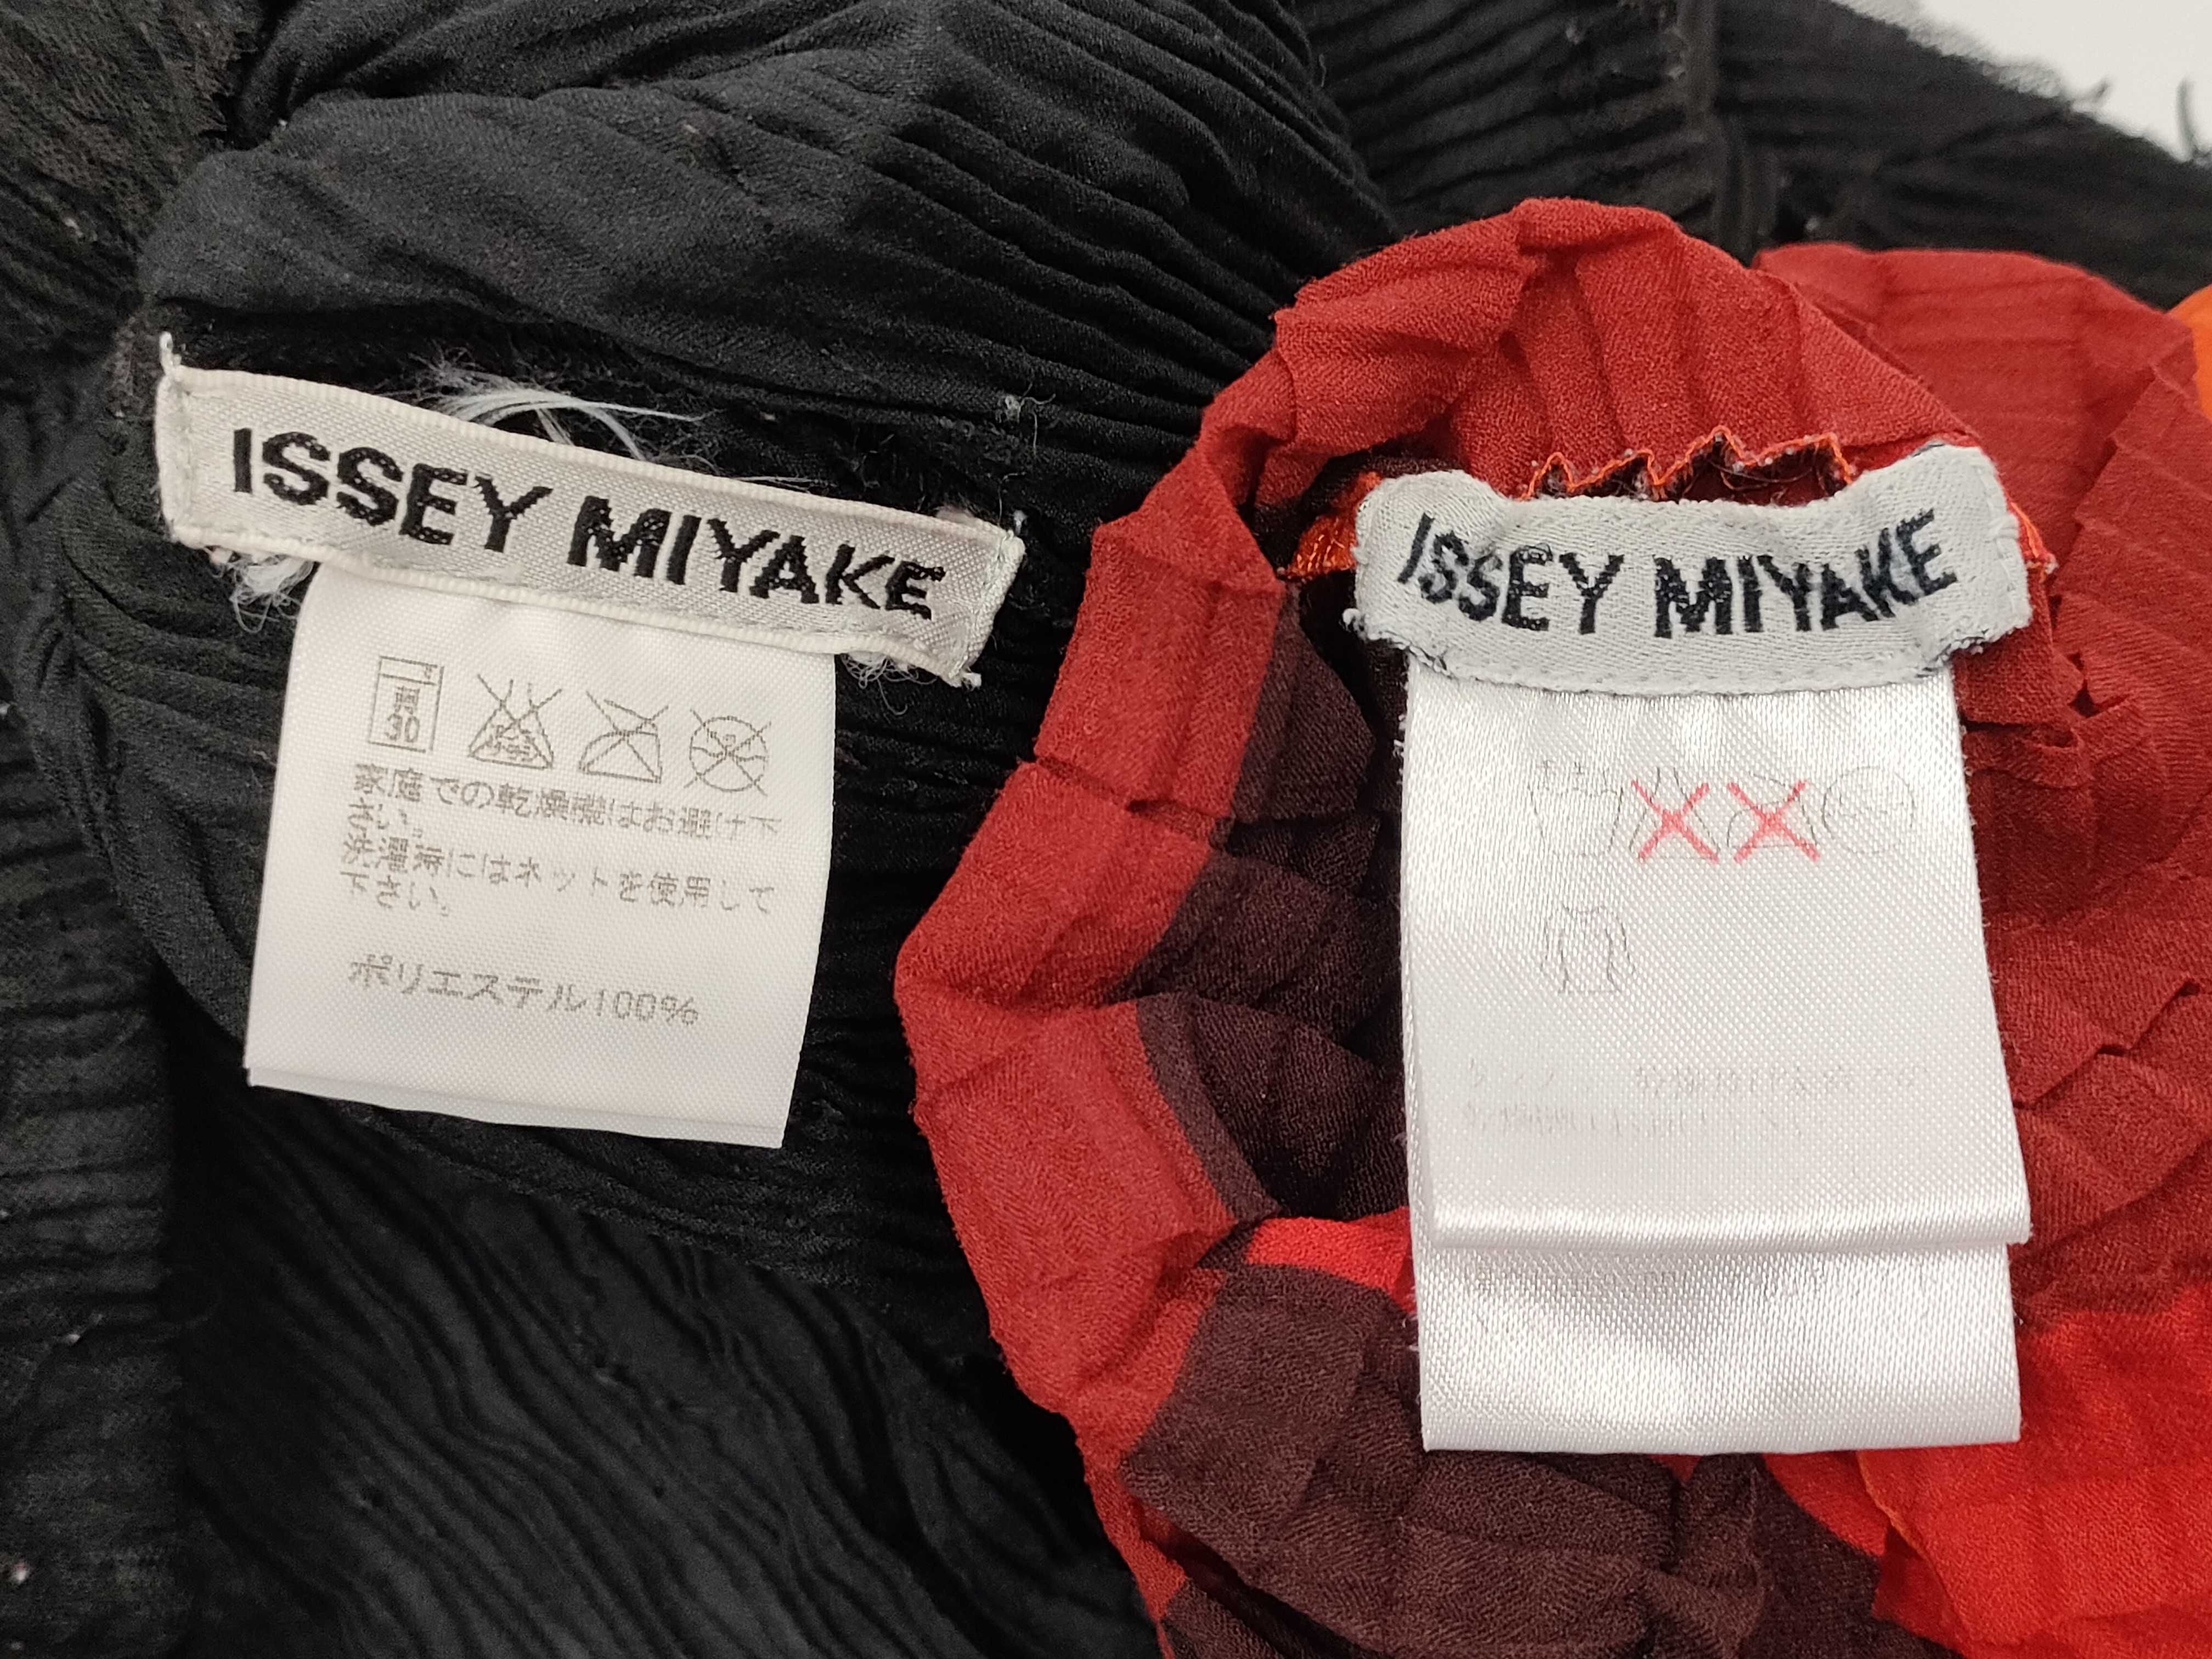 ISSEY MIYAKE
30
家庭での乾燥機はお避け下
さい。
洗濯後にはネットを使用して
下さい。
ポリエステル100%
ISSEY MIYAKE